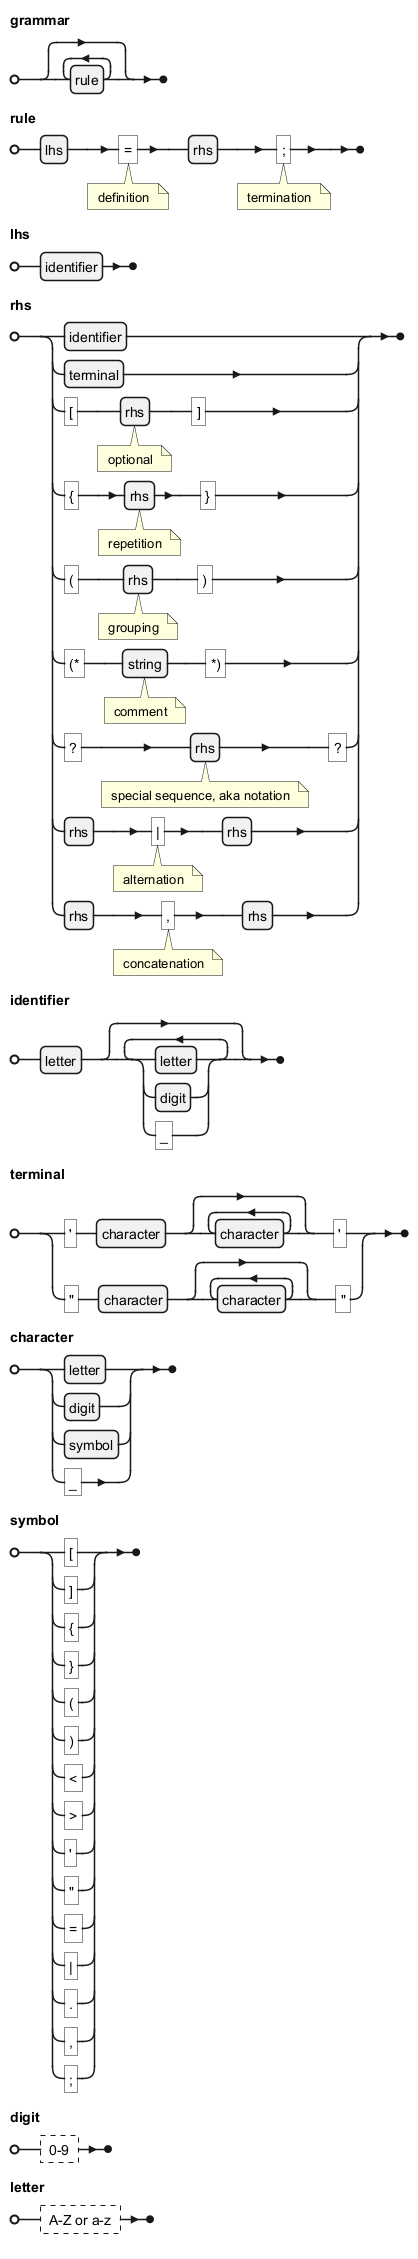 grammar
rule
rule
lhs = rhs ;
definition termination
lhs
identifier
rhs
identifier
terminal
[ rhs ]
optional
{ rhs }
repetition
( rhs )
grouping
(* string *)
comment
? rhs ?
special sequence, aka notation
rhs | rhs
alternation
rhs , rhs
concatenation
identifier
letter letter
digit
_
terminal
' character character '
" character character "
character
letter
digit
symbol
_
symbol
[
]
{
}
(
)
<
>
'
"
=
|
.
,
;
digit
0-9
letter
A-Z or a-z